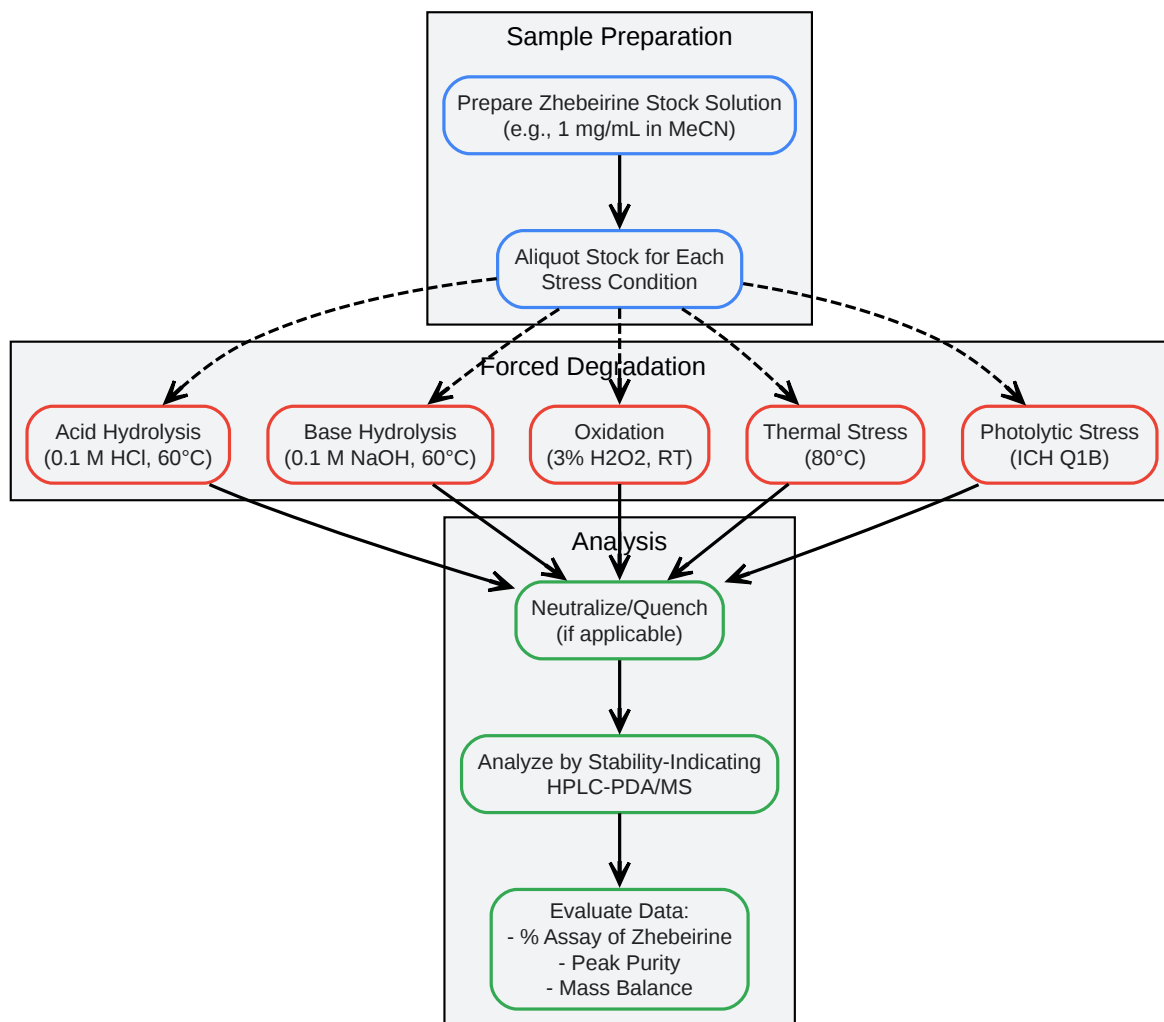 Sample Preparation
Prepare Zhebeirine Stock Solution
(e.g., 1 mg/mL in MeCN)
Aliquot Stock for Each
Stress Condition
Forced Degradation
Acid Hydrolysis
(0.1 M HCl, 60°C)
Base Hydrolysis
(0.1 M NaOH, 60°C)
Oxidation
(3% H2O2, RT)
Thermal Stress
(80°C)
Photolytic Stress
(ICH Q1B)
Analysis
Neutralize/Quench
(if applicable)
Analyze by Stability-Indicating
HPLC-PDA/MS
Evaluate Data:
- % Assay of Zhebeirine
- Peak Purity
- Mass Balance